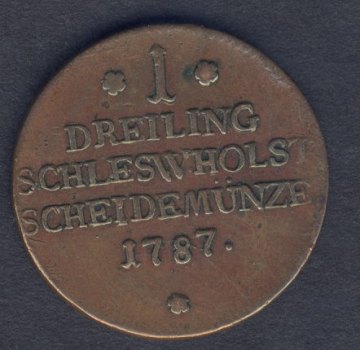 1
DREILING
SCHLESWHOLST
SCHEIDEMÜNZE
1787.